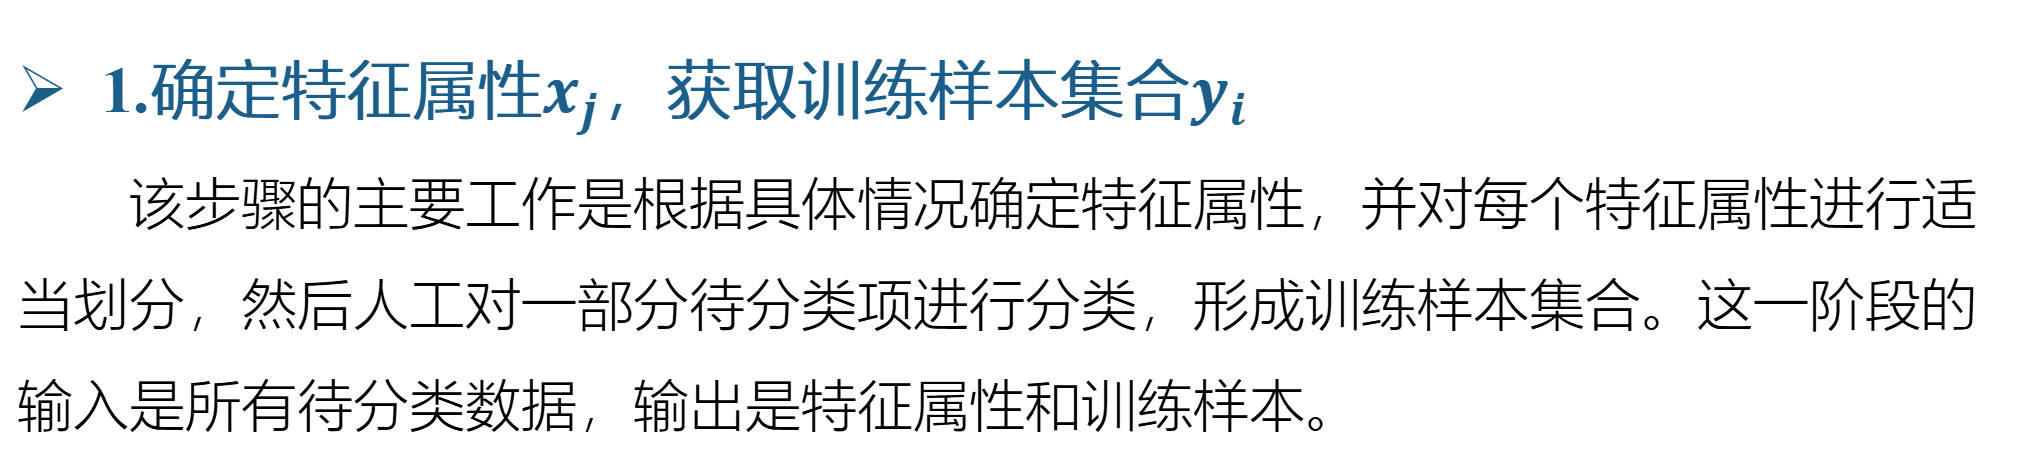 ➢ 1.确定特征属性xⱼ，获取训练样本集合yᵢ
该步骤的主要工作是根据具体情况确定特征属性，并对每个特征属性进行适
当划分，然后人工对一部分待分类项进行分类，形成训练样本集合。这一阶段的
输入是所有待分类数据，输出是特征属性和训练样本。